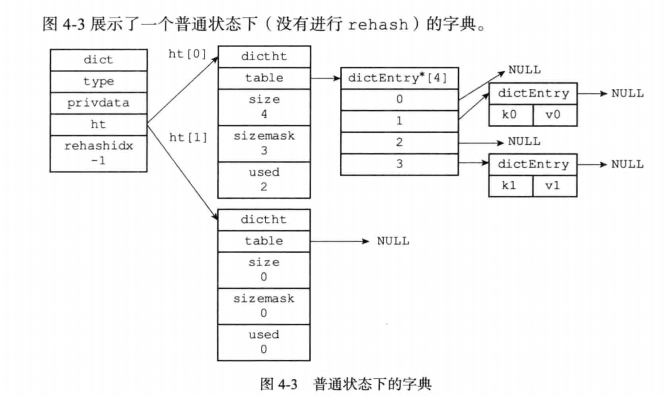 图 4-3 展示了一个普通状态下（没有进行 rehash）的字典。
dict
type
privdata
ht
rehashidx
-1
ht[0]
ht[1]
dictht
table
size
4
sizemask
3
used
2
dictht
table
size
0
sizemask
0
used
0
NULL
dictEntry*[4]
0
1
2
3
NULL
dictEntry
k0 v0
NULL
NULL
dictEntry
k1 v1
NULL
图 4-3 普通状态下的字典